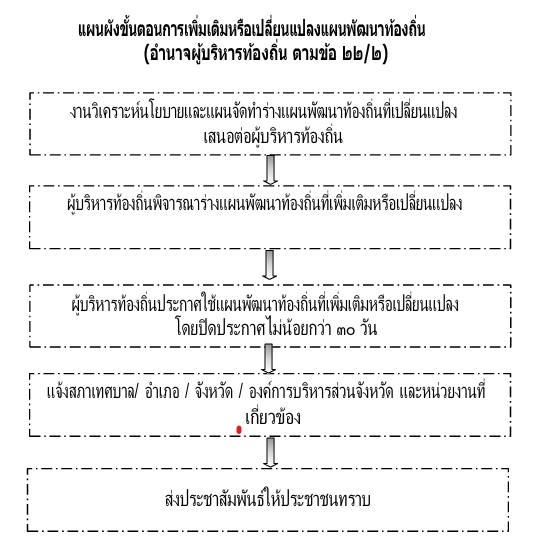 แผนผังขั้นตอนการเพิ่มเติมหรือเปลี่ยนแปลงแผนพัฒนาท้องถิ่น
(อำนาจผู้บริหารท้องถิ่น ตามข้อ ๒๒/๒)
งานวิเคราะห์นโยบายและแผนจัดทำร่างแผนพัฒนาท้องถิ่นที่เปลี่ยนแปลง
เสนอต่อผู้บริหารท้องถิ่น
ผู้บริหารท้องถิ่นพิจารณาร่างแผนพัฒนาท้องถิ่นที่เพิ่มเติมหรือเปลี่ยนแปลง
ผู้บริหารท้องถิ่นประกาศใช้แผนพัฒนาท้องถิ่นที่เพิ่มเติมหรือเปลี่ยนแปลง
โดยปิดประกาศไม่น้อยกว่า ๓๐ วัน
แจ้งสภาเทศบาล/ อำเภอ / จังหวัด / องค์การบริหารส่วนจังหวัด และหน่วยงานที่
เกี่ยวข้อง
ส่งประชาสัมพันธ์ให้ประชาชนทราบ